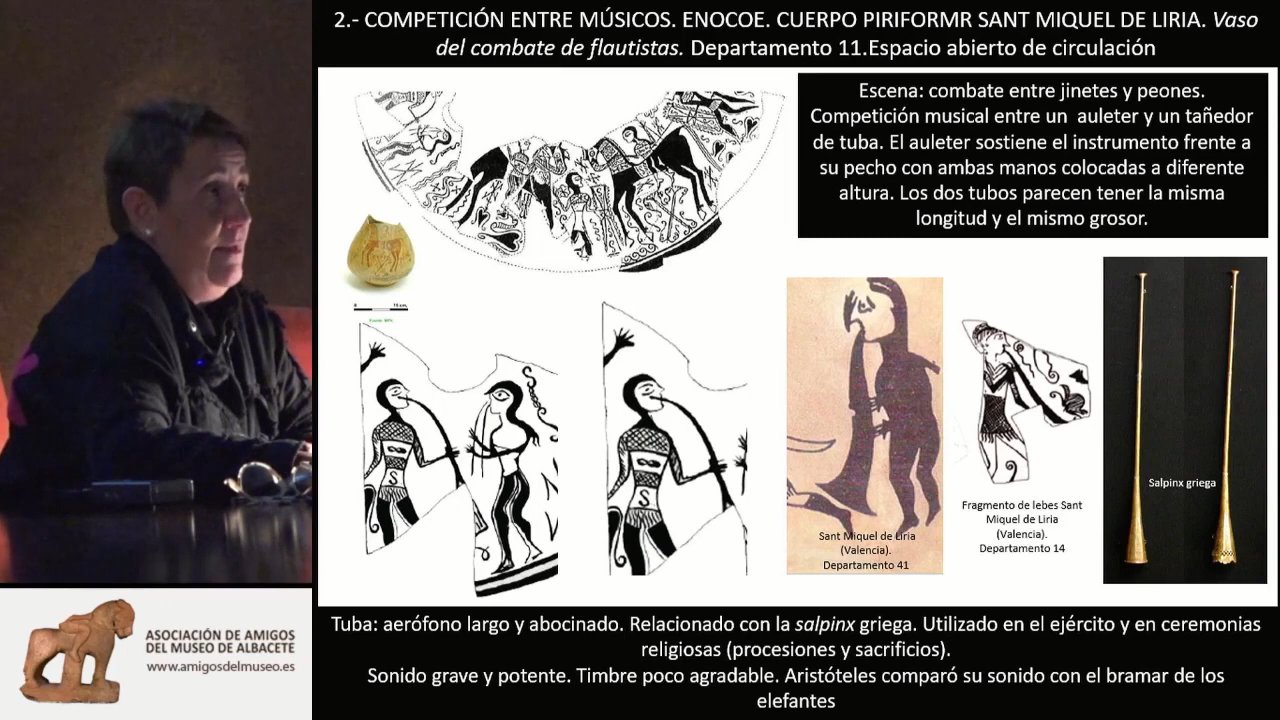 2.- COMPETICIÓN ENTRE MÚSICOS. ENOCOE. CUERPO PIRIFORMR SANT MIQUEL DE LIRIA. Vaso
del combate de flautistas. Departamento 11.Espacio abierto de circulación
Escena: combate entre jinetes y peones.
Competición musical entre un auleter y un tañedor
de tuba. El auleter sostiene el instrumento frente a
su pecho con ambas manos colocadas a diferente
altura. Los dos tubos parecen tener la misma
longitud y el mismo grosor.
Sant Miquel de Liria
(Valencia).
Departamento 41
Fragmento de lebes Sant
Miquel de Liria
(Valencia).
Departamento 14
Salpinx griega
Tuba: aerófono largo y abocinado. Relacionado con la salpinx griega. Utilizado en el ejército y en ceremonias
religiosas (procesiones y sacrificios).
Sonido grave y potente. Timbre poco agradable. Aristóteles comparó su sonido con el bramar de los
elefantes
ASOCIACIÓN DE AMIGOS
DEL MUSEO DE ALBACETE
www.amigosdelmuseo.es